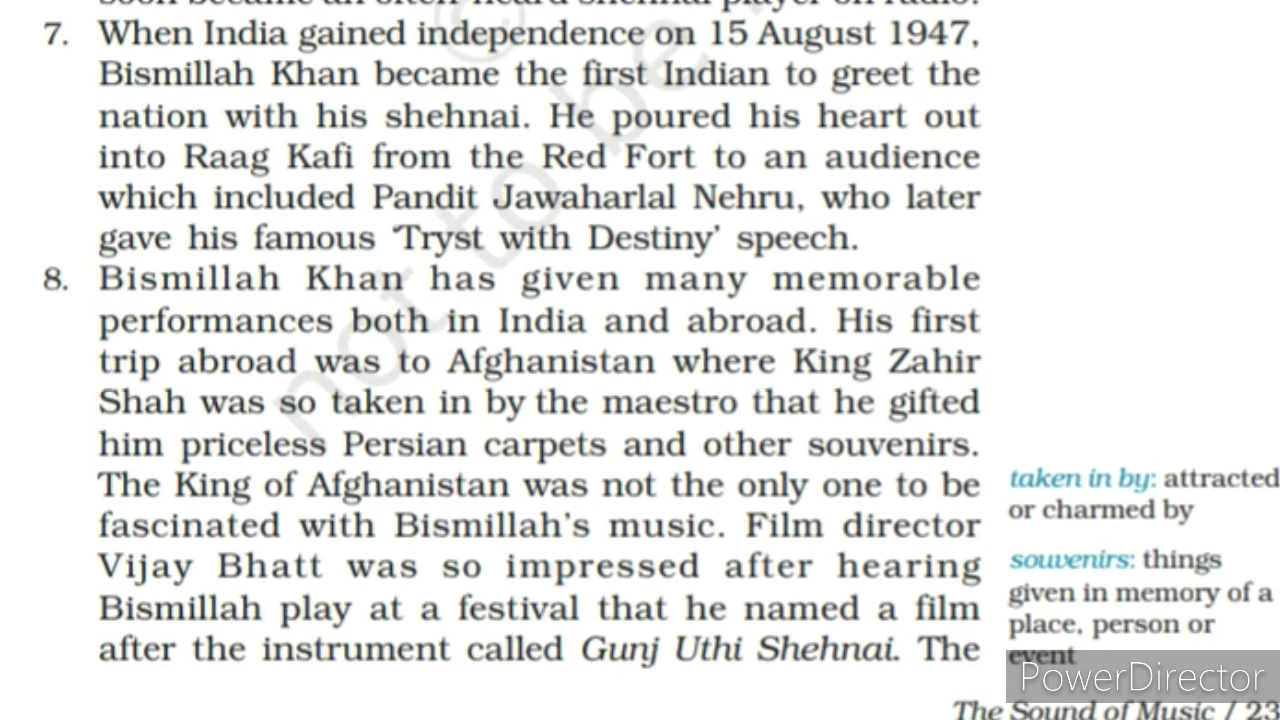 7. When India gained independence on 15 August 1947,
Bismillah Khan became the first Indian to greet the
nation with his shehnai. He poured his heart out
into Raag Kafi from the Red Fort to an audience
which included Pandit Jawaharlal Nehru, who later
gave his famous ‘Tryst with Destiny’ speech.
8. Bismillah Khan has given many memorable
performances both in India and abroad. His first
trip abroad was to Afghanistan where King Zahir
Shah was so taken in by the maestro that he gifted
him priceless Persian carpets and other souvenirs.
The King of Afghanistan was not the only one to be
fascinated with Bismillah’s music. Film director
Vijay Bhatt was so impressed after hearing
Bismillah play at a festival that he named a film
after the instrument called Gunj Uthi Shehnai. The
taken in by: attracted
or charmed by
souvenirs: things
given in memory of a
place, person or
event
PowerDirector
The Sound of Music / 23
not to be